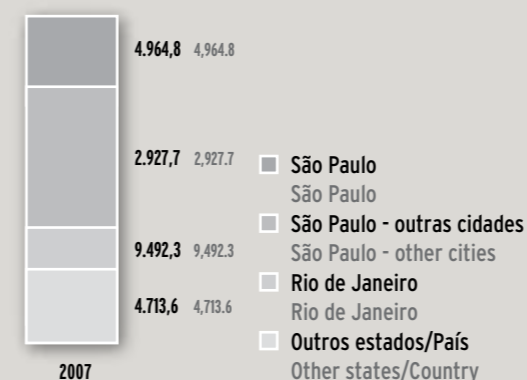 4.964,8 4,964.8
2.927,7 2,927.7
9.492,3 9,492.3
4.713,6 4,713.6
2007
São Paulo
São Paulo
São Paulo - outras cidades
São Paulo - other cities
Rio de Janeiro
Rio de Janeiro
Outros estados/País
Other states/Country